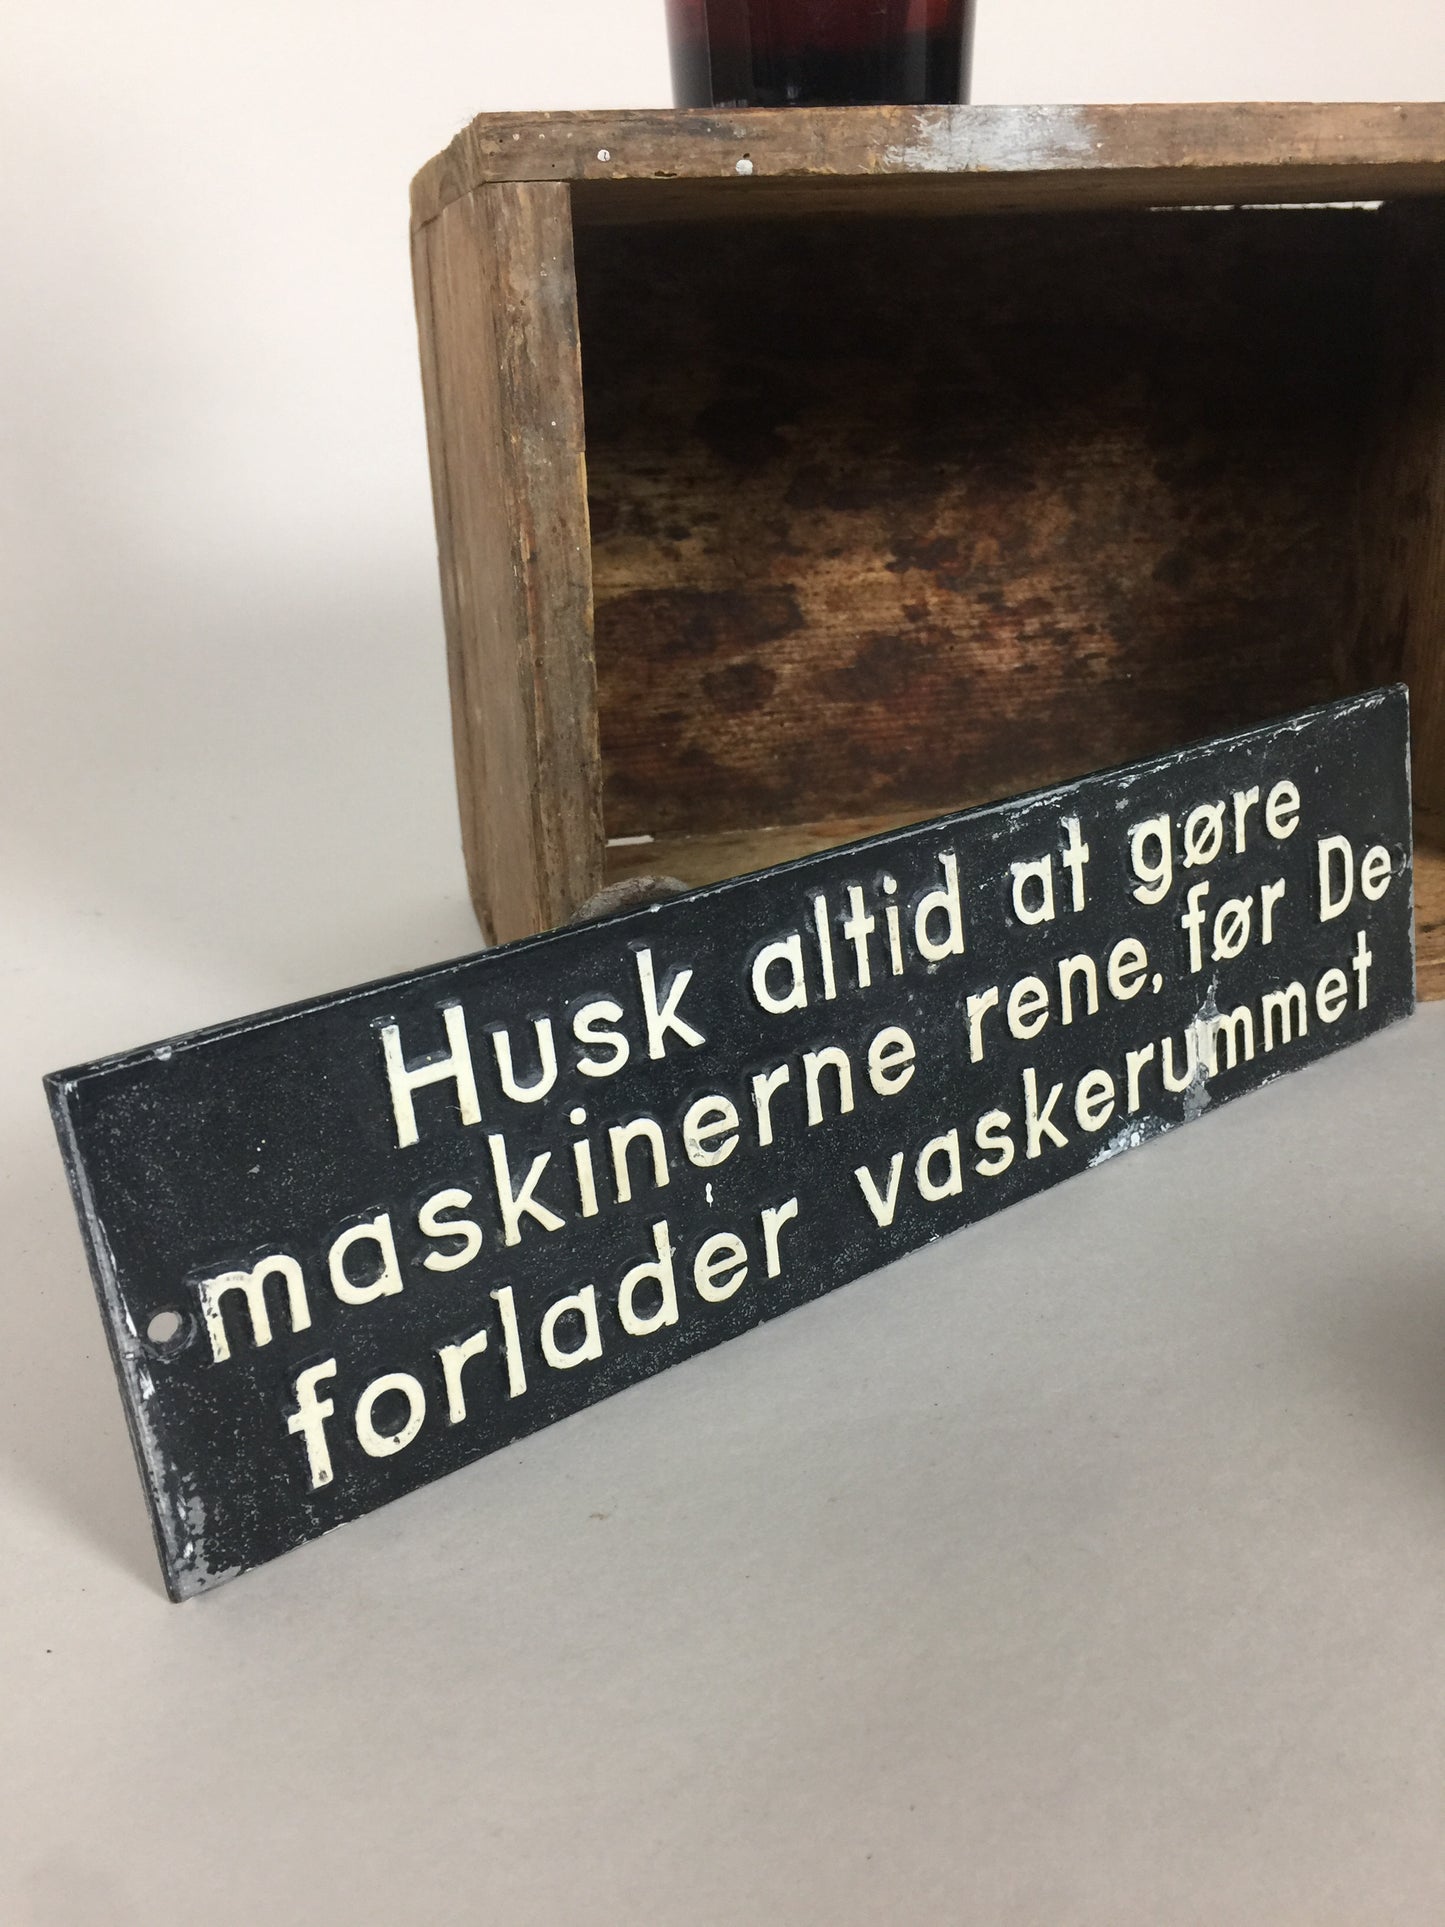 Husk altid at gøre
maskinerne rene, før De
forlader vaskerummet